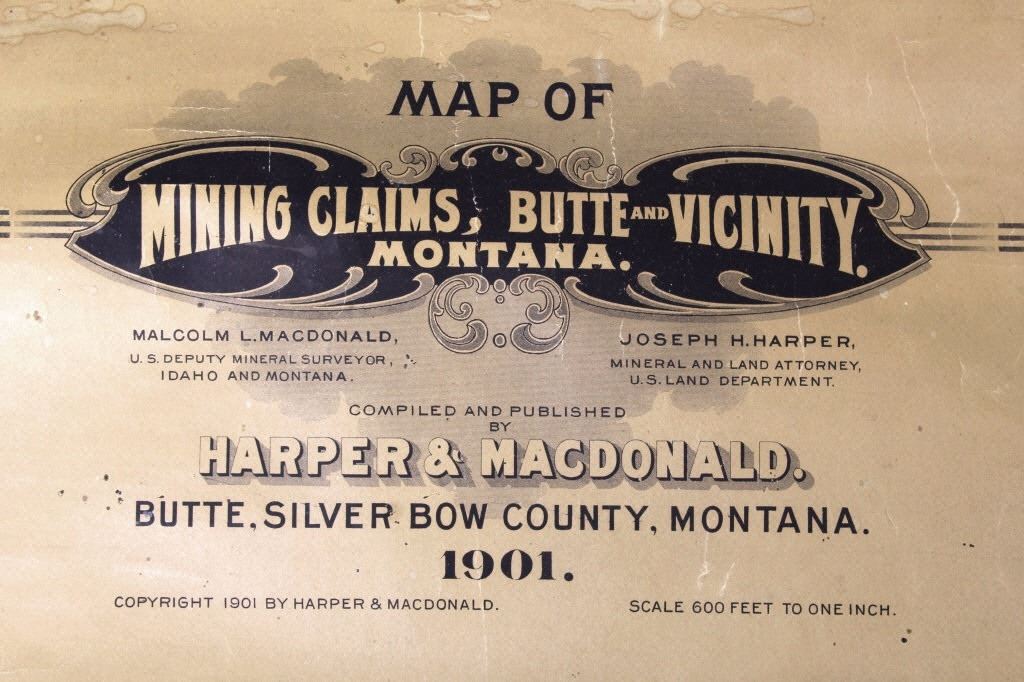 MAP OF
MINING CLAIMS, BUTTE AND VICINITY.
MONTANA.
MALCOLM L. MACDONALD,
U.S. DEPUTY MINERAL SURVEYOR,
IDAHO AND MONTANA.
JOSEPH H. HARPER,
MINERAL AND LAND ATTORNEY,
U.S. LAND DEPARTMENT.
COMPILED AND PUBLISHED
BY
HARPER & MACDONALD.
BUTTE, SILVER BOW COUNTY, MONTANA.
1901.
COPYRIGHT 1901 BY HARPER & MACDONALD.
SCALE 600 FEET TO ONE INCH.